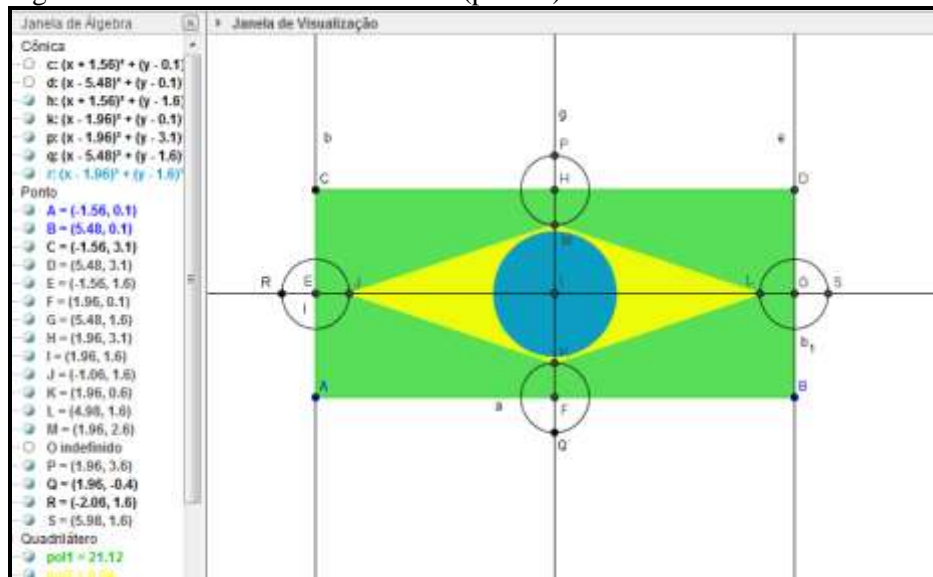 Janela de Álgebra
Janela de Visualização
Cônica
c: (x + 1.56)² + (y - 0.1)
d: (x - 5.48)² + (y - 0.1)
h: (x + 1.56)² + (y - 1.6)
k: (x - 1.96)² + (y - 0.1)
p: (x - 1.96)² + (y - 3.1)
q: (x - 5.48)² + (y - 1.6)
r: (x - 1.96)² + (y - 1.6)²
Ponto
A = (-1.56, 0.1)
B = (5.48, 0.1)
C = (-1.56, 3.1)
D = (5.48, 3.1)
E = (-1.56, 1.6)
F = (1.96, 0.1)
G = (5.48, 1.6)
H = (1.96, 3.1)
I = (1.96, 1.6)
J = (-1.06, 1.6)
K = (1.96, 0.6)
L = (4.98, 1.6)
M = (1.96, 2.6)
O indefinido
P = (1.96, 3.6)
Q = (1.96, -0.4)
R = (-2.06, 1.6)
S = (5.98, 1.6)
Quadrilátero
pol1 = 21.12
g
b
P
e
C
H
D
M
R
E
J
I
L
G
S
b₁
K
A
B
a
F
Q